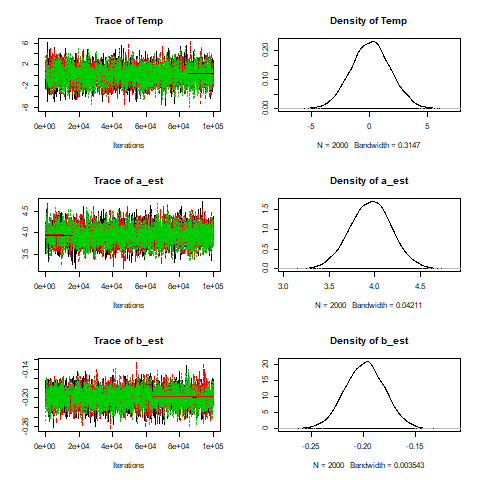 Trace of Temp
6
2
-2
-6
0e+00 2e+04 4e+04 6e+04 8e+04 1e+05
Iterations
Density of Temp
0.20
0.10
0.00
-5 0 5
N = 2000 Bandwidth = 0.3147
Trace of a_est
4.5
4.0
3.5
0e+00 2e+04 4e+04 6e+04 8e+04 1e+05
Iterations
Density of a_est
1.5
1.0
0.5
0.0
3.0 3.5 4.0 4.5
N = 2000 Bandwidth = 0.04211
Trace of b_est
-0.14
-0.20
-0.26
0e+00 2e+04 4e+04 6e+04 8e+04 1e+05
Iterations
Density of b_est
20
15
10
5
0
-0.25 -0.20 -0.15
N = 2000 Bandwidth = 0.003543